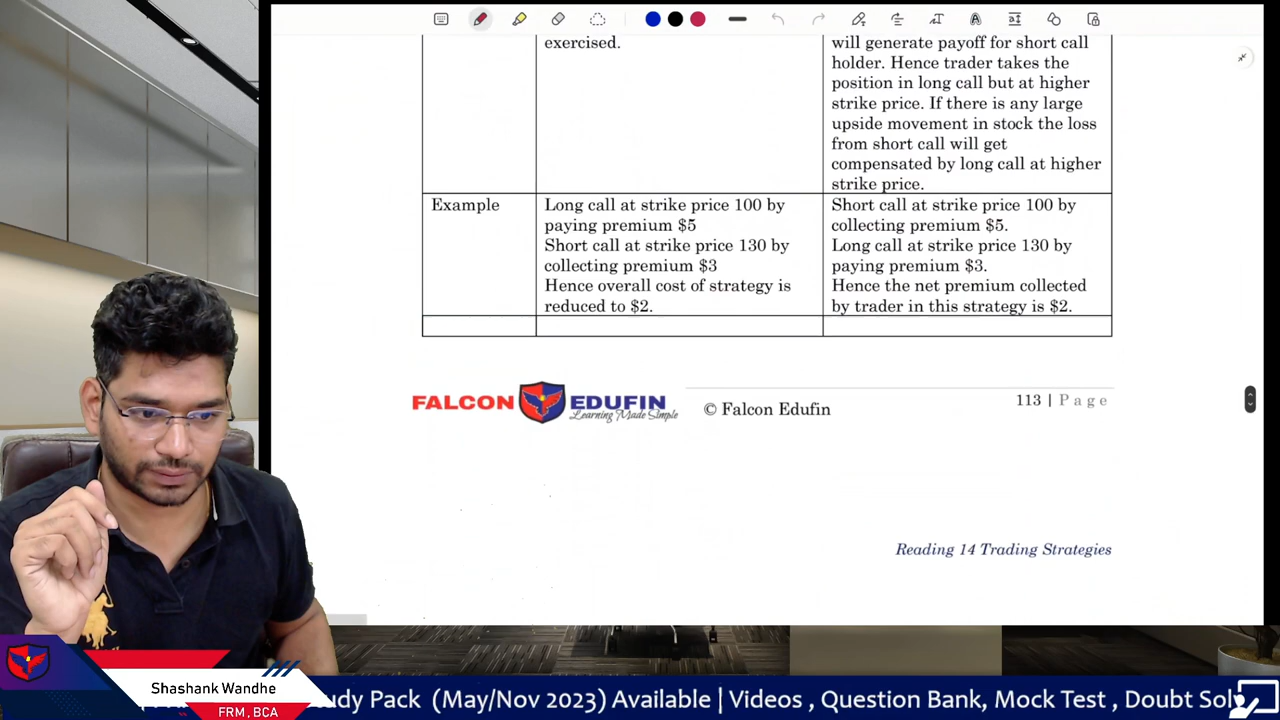 exercised.
will generate payoff for short call
holder. Hence trader takes the
position in long call but at higher
strike price. If there is any large
upside movement in stock the loss
from short call will get
compensated by long call at higher
strike price.
Example
Long call at strike price 100 by
paying premium $5
Short call at strike price 130 by
collecting premium $3
Hence overall cost of strategy is
reduced to $2.
Short call at strike price 100 by
collecting premium $5.
Long call at strike price 130 by
paying premium $3.
Hence the net premium collected
by trader in this strategy is $2.
FALCON EDUFIN
Learning Made Simple
© Falcon Edufin
113 | Page
Reading 14 Trading Strategies
Shashank Wandhe
FRM, BCA
udy Pack (May/Nov 2023) Available | Videos , Question Bank, Mock Test , Doubt Solv